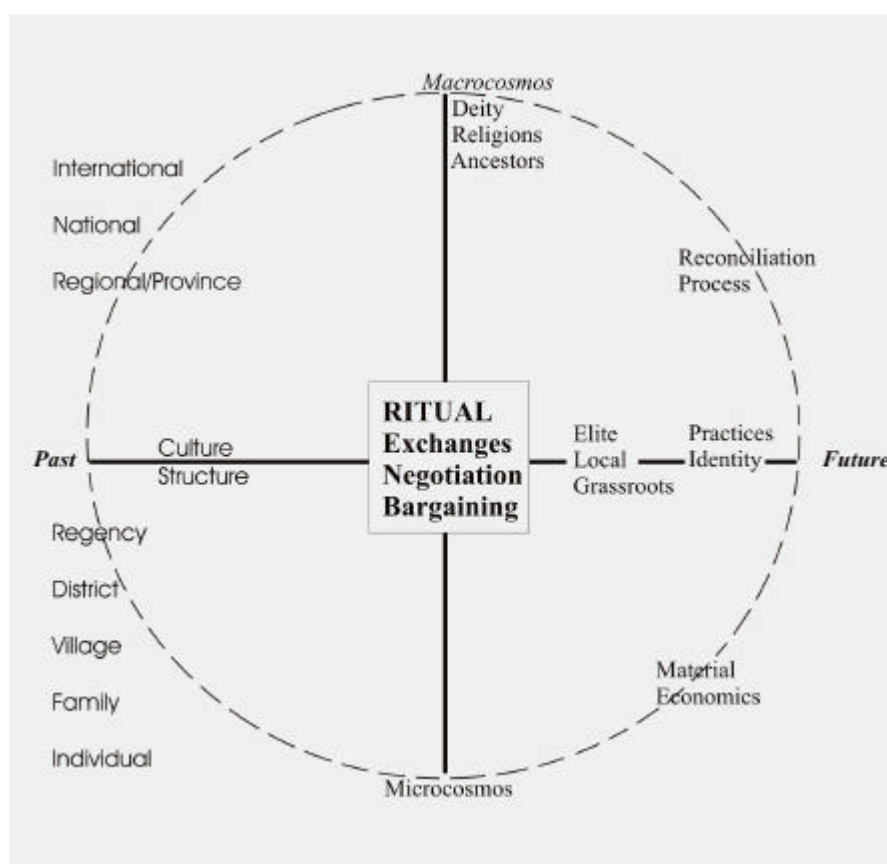 Macrocosmos
Deity
Religions
Ancestors
International
National
Regional/Province
Reconciliation
Process
Past
Culture
Structure
RITUAL
Exchanges
Negotiation
Bargaining
Elite
Local
Grassroots
Practices
Identity
Future
Regency
District
Village
Family
Individual
Material
Economics
Microcosmos